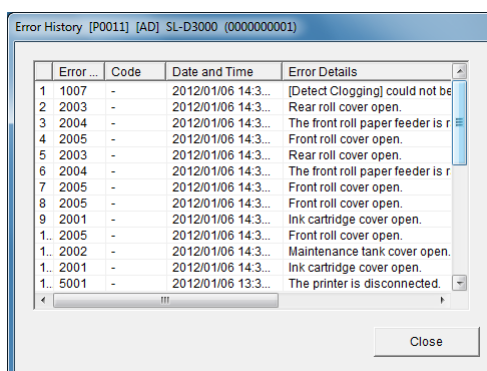 Error History [P0011] [AD] SL-D3000 (0000000001)
Error ... Code Date and Time Error Details
1 1007 - 2012/01/06 14:3... [Detect Clogging] could not be
2 2003 - 2012/01/06 14:3... Rear roll cover open.
3 2004 - 2012/01/06 14:3... The front roll paper feeder is r
4 2005 - 2012/01/06 14:3... Front roll cover open.
5 2003 - 2012/01/06 14:3... Rear roll cover open.
6 2004 - 2012/01/06 14:3... The front roll paper feeder is r
7 2005 - 2012/01/06 14:3... Front roll cover open.
8 2005 - 2012/01/06 14:3... Front roll cover open.
9 2001 - 2012/01/06 14:3... Ink cartridge cover open.
1.. 2005 - 2012/01/06 14:3... Front roll cover open.
1.. 2002 - 2012/01/06 14:3... Maintenance tank cover open.
1.. 2001 - 2012/01/06 14:3... Ink cartridge cover open.
1.. 5001 - 2012/01/06 13:3... The printer is disconnected.
Close